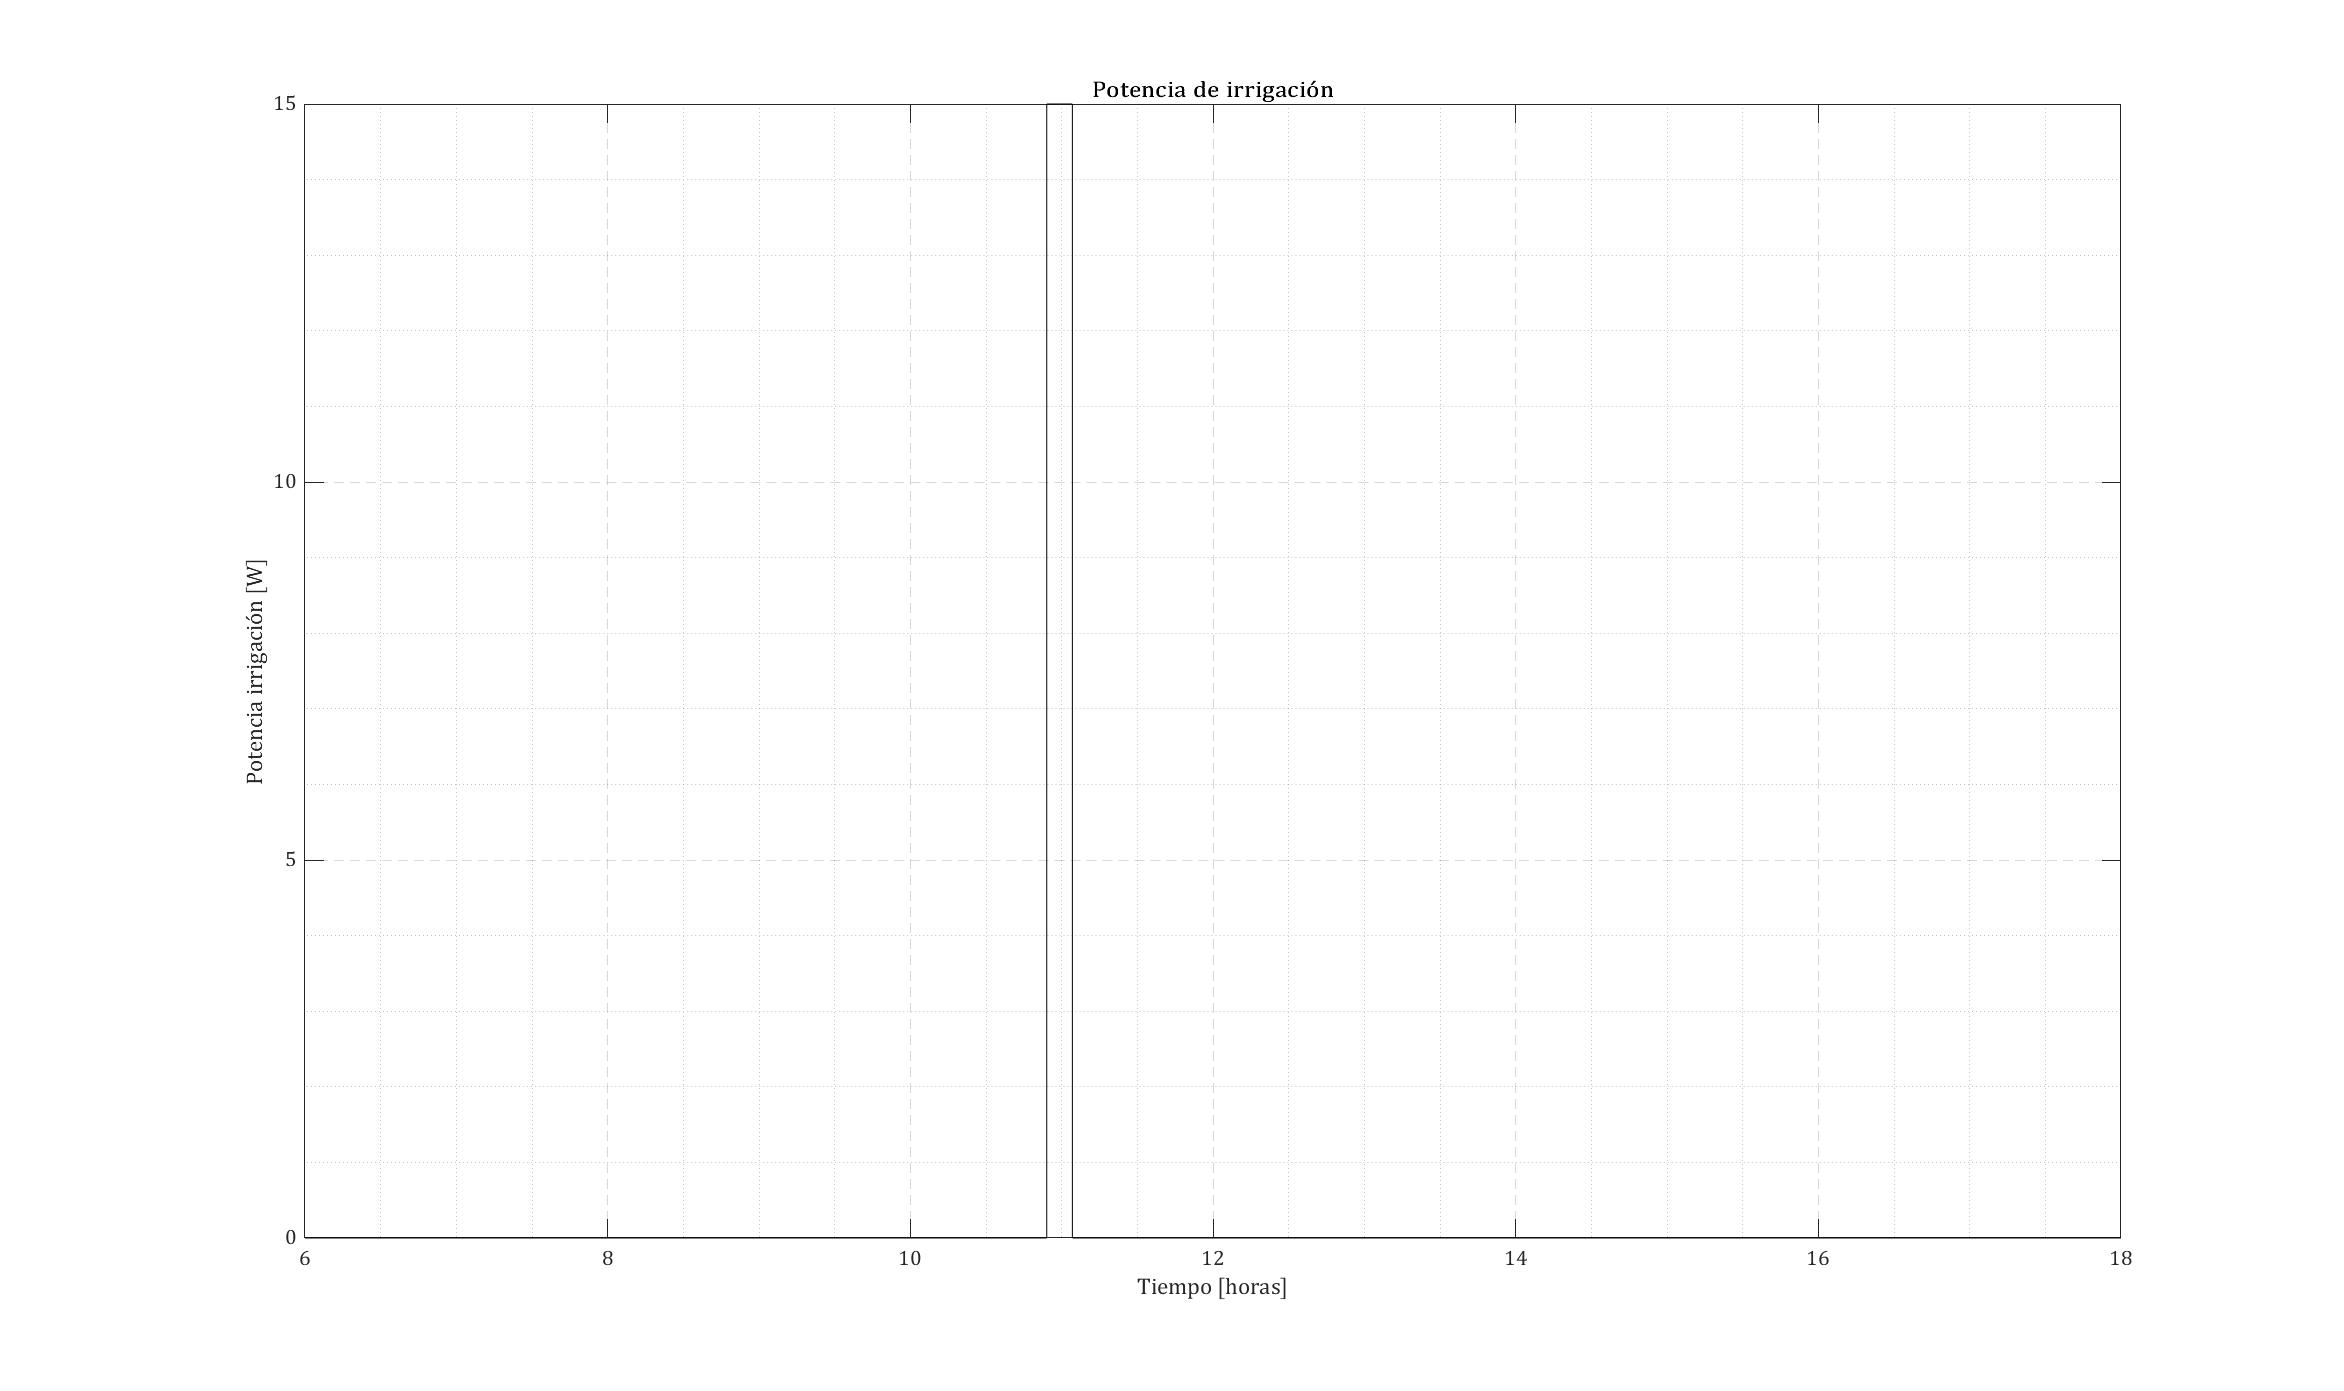 Potencia de irrigación
15
10
5
0
Potencia irrigación [W]
6 8 10 12 14 16 18
Tiempo [horas]